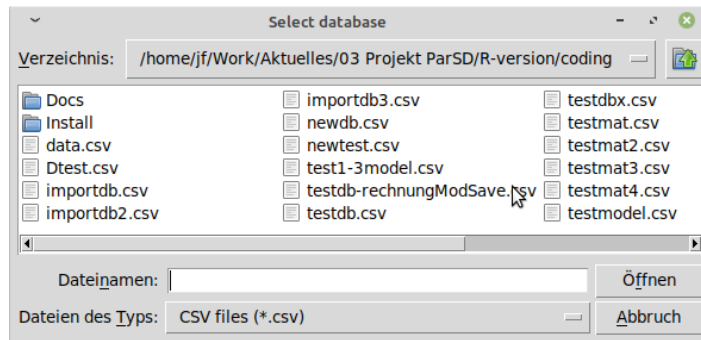 Select database
Verzeichnis: /home/jf/Work/Aktuelles/03 Projekt ParSD/R-version/coding
Docs importdb3.csv testdbx.csv
Install newdb.csv testmat.csv
data.csv newtest.csv testmat2.csv
Dtest.csv test1-3model.csv testmat3.csv
importdb.csv testdb-rechnungModSave.csv testmat4.csv
importdb2.csv testdb.csv testmodel.csv
Dateinamen: Öffnen
Dateien des Typs: CSV files (*.csv) Abbruch